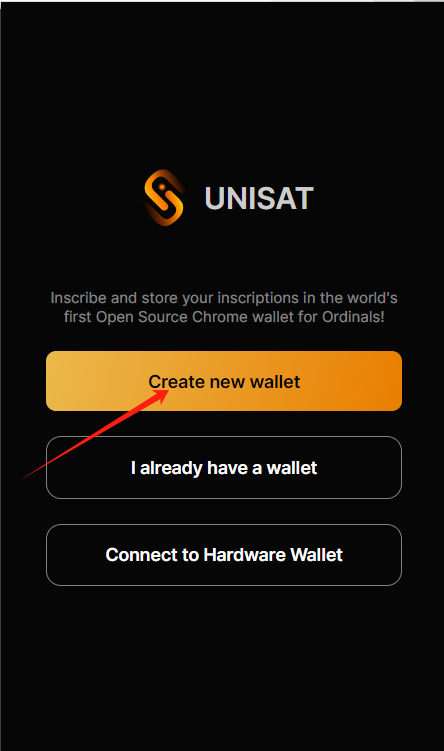 UNISAT
Inscribe and store your inscriptions in the world's
first Open Source Chrome wallet for Ordinals!
Create new wallet
I already have a wallet
Connect to Hardware Wallet